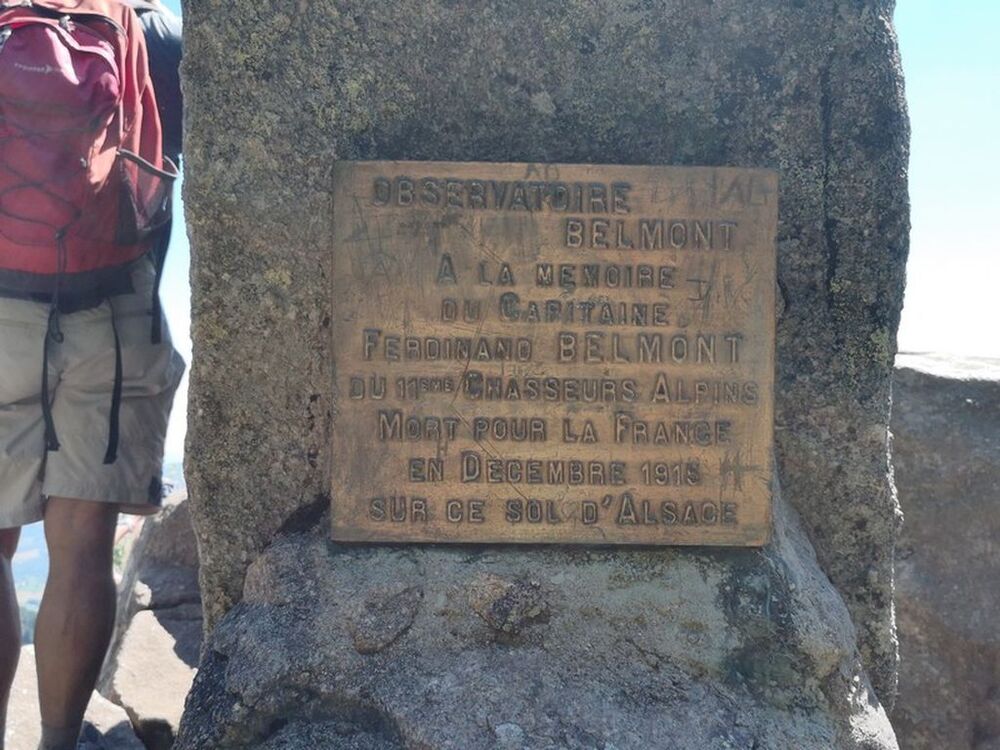 OBSERVATOIRE
BELMONT
A LA MEMOIRE
DU CAPITAINE
FERDINAND BELMONT
DU 11EME CHASSEURS ALPINS
MORT POUR LA FRANCE
EN DECEMBRE 1915
SUR CE SOL D'ALSACE